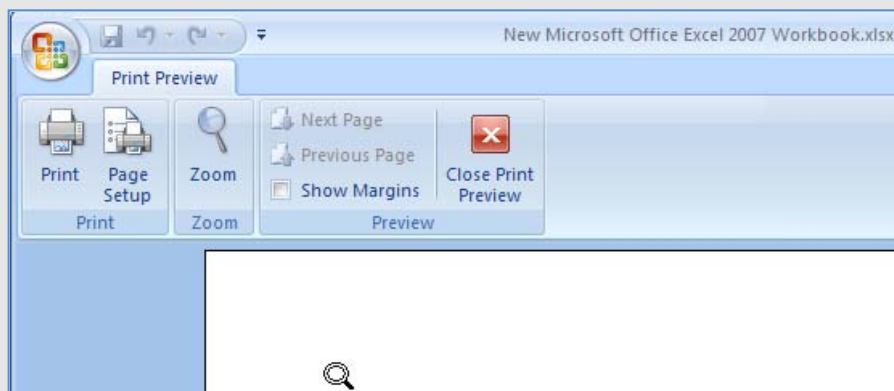 New Microsoft Office Excel 2007 Workbook.xlsx
Print Preview
Print
Page
Setup
Zoom
Next Page
Previous Page
Show Margins
Close Print
Preview
Print
Zoom
Preview